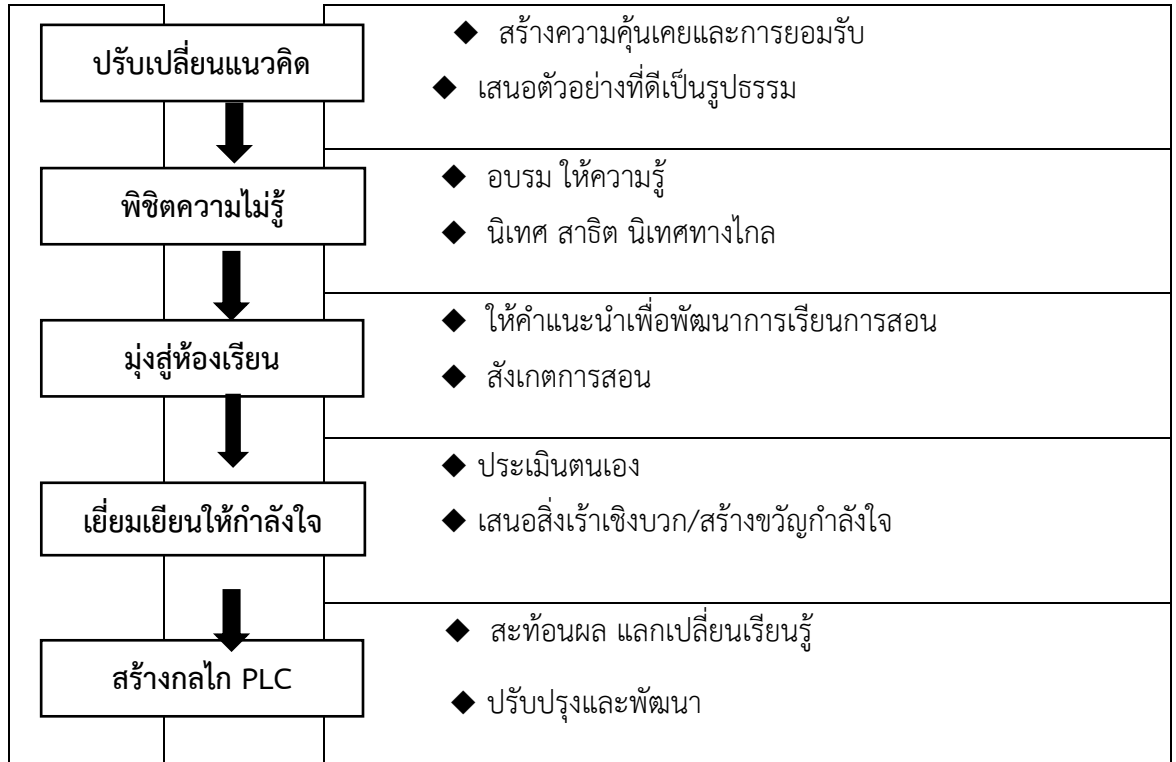 ปรับเปลี่ยนแนวคิด
◆ สร้างความคุ้นเคยและการยอมรับ
◆ เสนอตัวอย่างที่ดีเป็นรูปธรรม
พิชิตความไม่รู้
◆ อบรม ให้ความรู้
◆ นิเทศ สาธิต นิเทศทางไกล
มุ่งสู่ห้องเรียน
◆ ให้คำแนะนำเพื่อพัฒนาการเรียนการสอน
◆ สังเกตการสอน
เยี่ยมเยียนให้กำลังใจ
◆ ประเมินตนเอง
◆ เสนอสิ่งเร้าเชิงบวก/สร้างขวัญกำลังใจ
สร้างกลไก PLC
◆ สะท้อนผล แลกเปลี่ยนเรียนรู้
◆ ปรับปรุงและพัฒนา